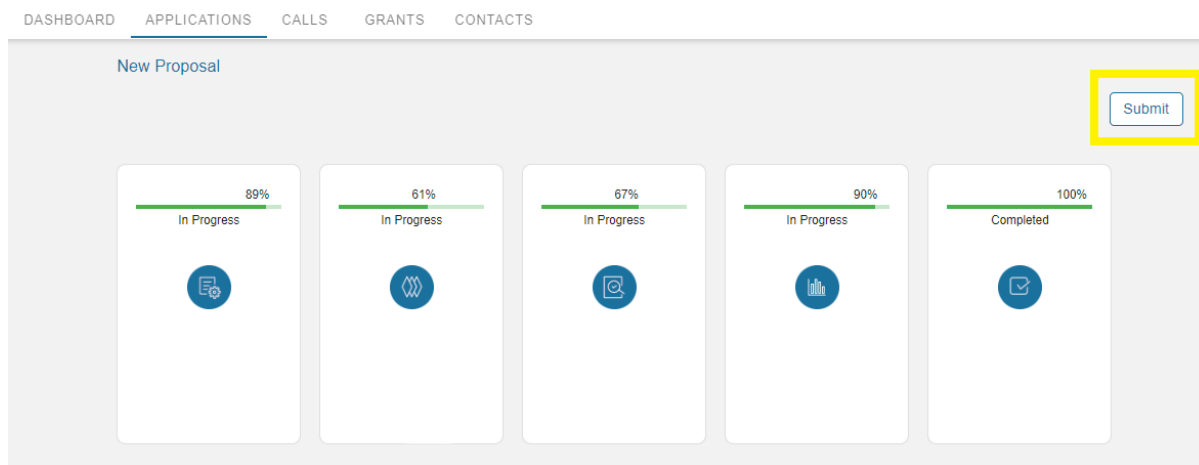 DASHBOARD APPLICATIONS CALLS GRANTS CONTACTS
New Proposal
Submit
89% 61% 67% 90% 100%
In Progress In Progress In Progress In Progress Completed